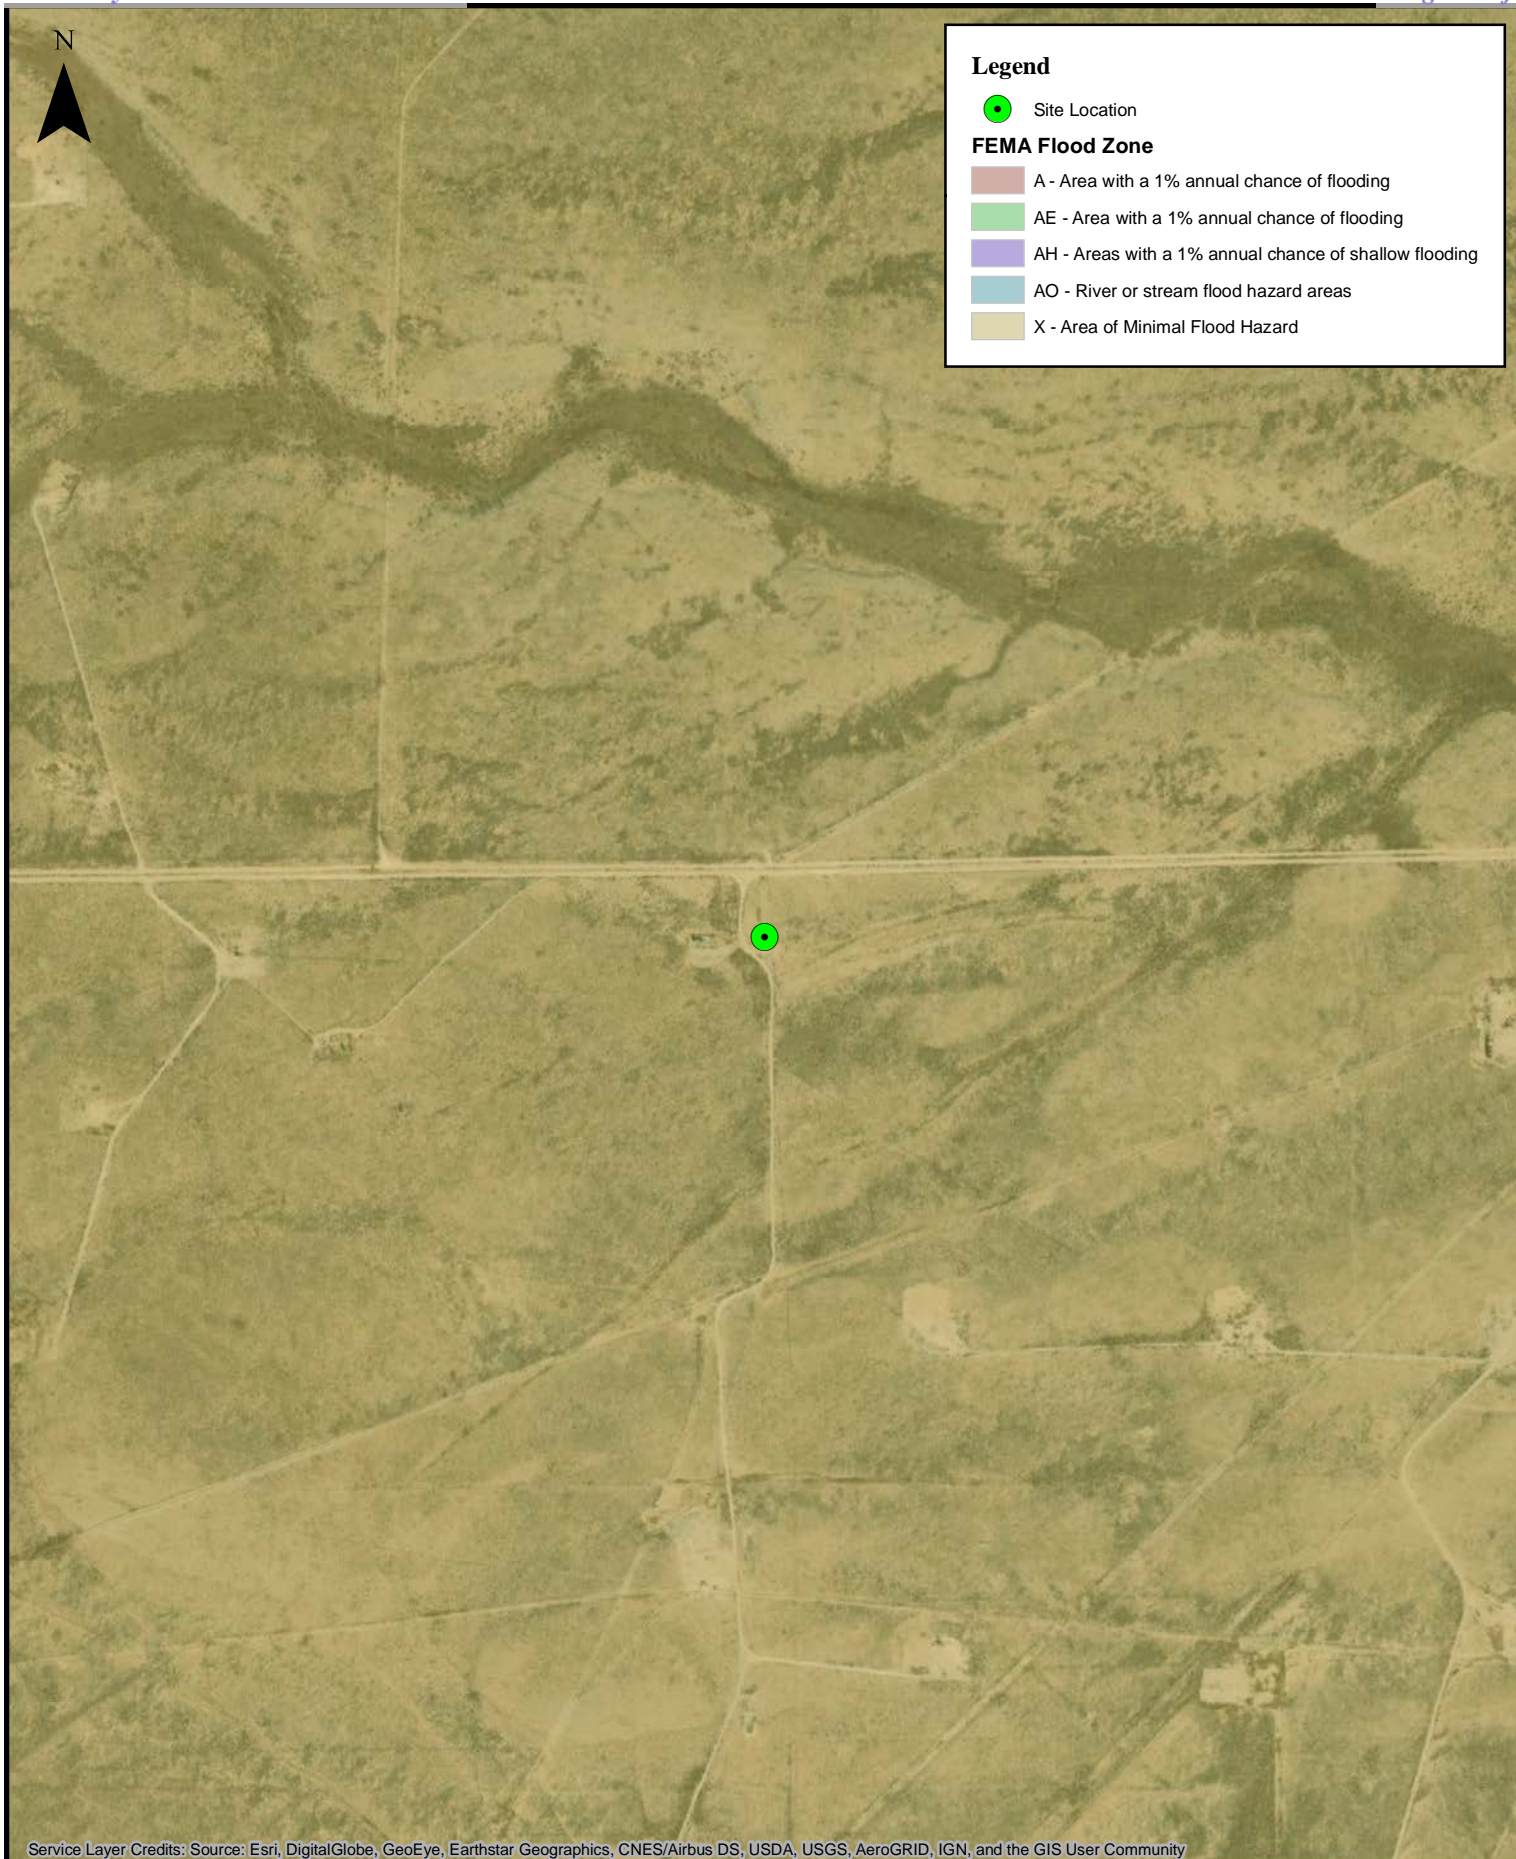 N
Legend
Site Location
FEMA Flood Zone
A - Area with a 1% annual chance of flooding
AE - Area with a 1% annual chance of flooding
AH - Areas with a 1% annual chance of shallow flooding
AO - River or stream flood hazard areas
X - Area of Minimal Flood Hazard
Service Layer Credits: Source: Esri, DigitalGlobe, GeoEye, Earthstar Geographics, CNES/Airbus DS, USDA, USGS, AeroGRID, IGN, and the GIS User Community